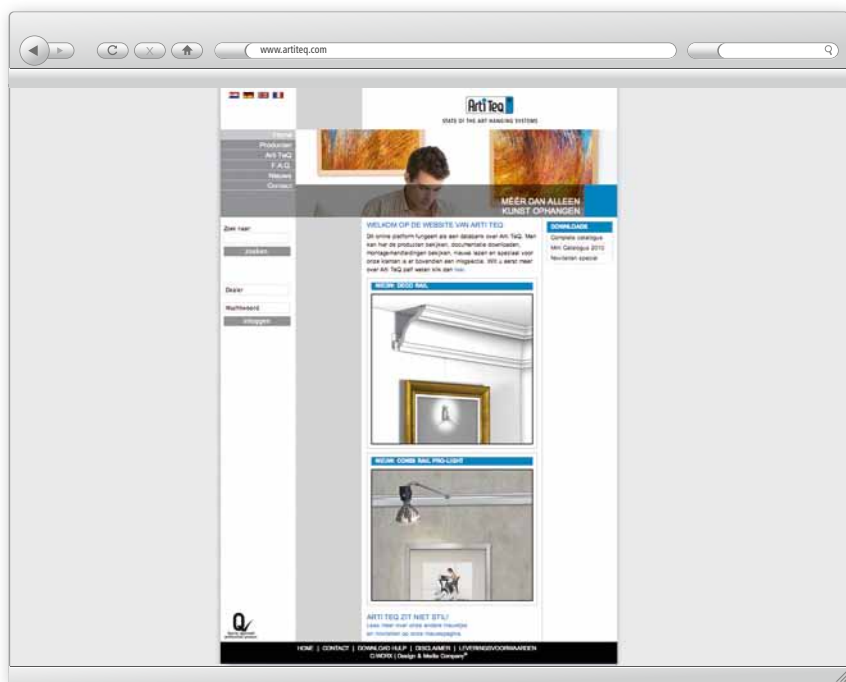 www.artiteq.com
Arti Teq
STATE OF THE ART HANGING SYSTEMS
Home
Producten
Arti TeQ
F.A.Q.
Nieuws
Contact
MÉÉR DAN ALLEEN
KUNST OPHANGEN
Zoek naar:
zoeken
Dealer
Wachtwoord
inloggen
WELKOM OP DE WEBSITE VAN ARTI TEQ
Dit online platform fungeert als een databank over Arti TeQ. Men
kan hier de producten bekijken, documentatie downloaden,
montagehandleidingen bekijken, nieuws lezen en speciaal voor
onze klanten is er bovendien een inlogsectie. Wilt u eerst meer
over Arti TeQ zelf weten klik dan hier.
NIEUW: DECO RAIL
NIEUW: COMBI RAIL PRO-LIGHT
ARTI TEQ ZIT NIET STIL!
Lees meer over onze andere nieuwtjes
en noviteiten op onze nieuwspagina.
DOWNLOADS
Complete catalogus
Mini Catalogus 2010
Noviteiten special
Q
HOME | CONTACT | DOWNLOAD HULP | DISCLAIMER | LEVERINGSVOORWAARDEN
Q:WORX | Design & Media Company®